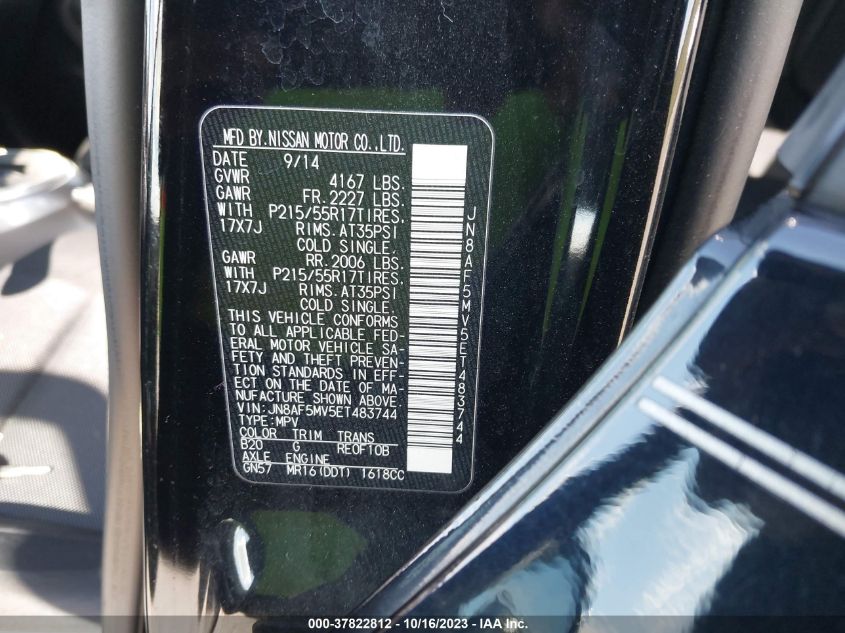 MFD BY.NISSAN MOTOR CO.,LTD.
DATE 9/14
GVWR 4167 LBS.
GAWR FR. 2227 LBS.
WITH P215/55R17TIRES,
17X7J RIMS. AT35PSI
COLD SINGLE.
GAWR RR. 2006 LBS.
WITH P215/55R17TIRES,
17X7J RIMS. AT35PSI
COLD SINGLE.
THIS VEHICLE CONFORMS
TO ALL APPLICABLE FED-
ERAL MOTOR VEHICLE SA-
FETY AND THEFT PREVEN-
TION STANDARDS IN EFF-
ECT ON THE DATE OF MA-
NUFACTURE SHOWN ABOVE.
VIN: JN8AF5MV5ET483744
TYPE: MPV
COLOR TRIM TRANS
B20 G RE0F10B
AXLE ENGINE
GN57 MR16(DDT) 1618CC
JN8AF5MV5ET483744
000-37822812 - 10/16/2023 - © IAA, Inc.